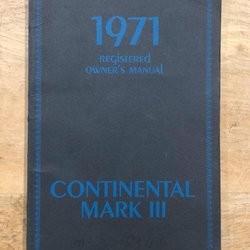 1971
REGISTERED
OWNER'S MANUAL
CONTINENTAL
MARK III